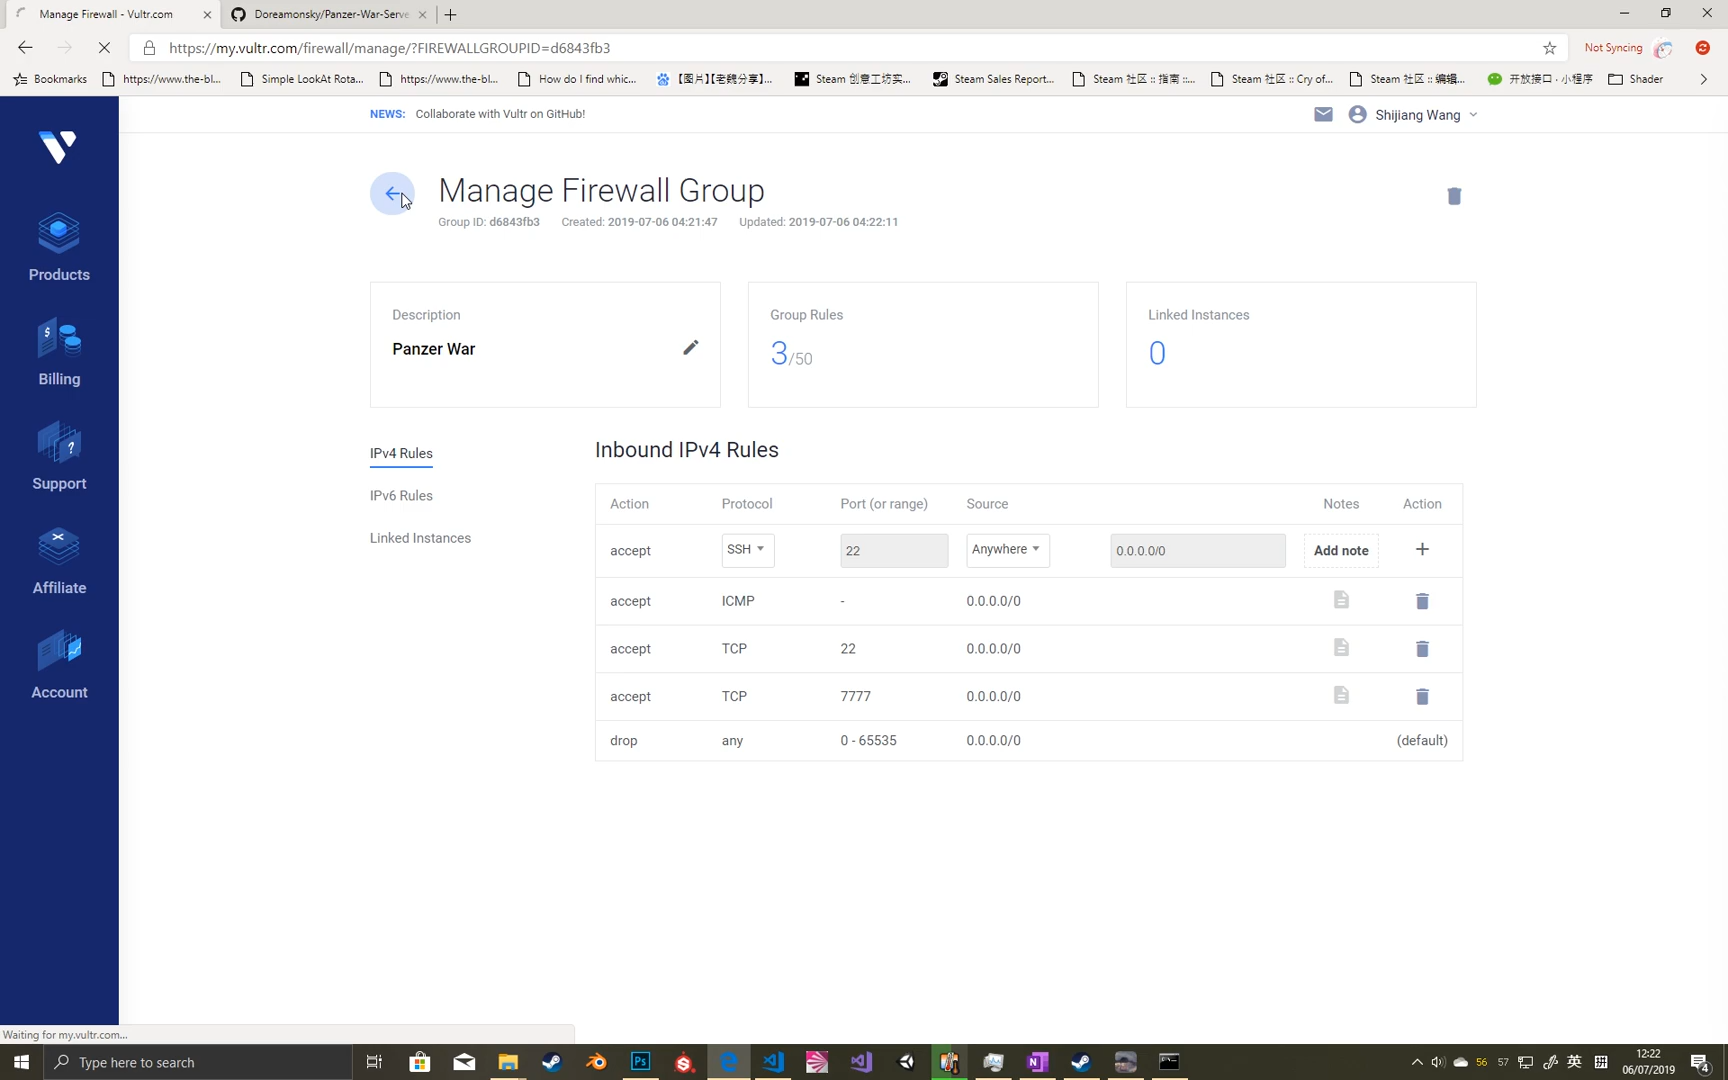 Manage Firewall - Vultr.com
Doreamonsky/Panzer-War-Serve
https://my.vultr.com/firewall/manage/?FIREWALLGROUPID=d6843fb3
Not Syncing
Bookmarks
https://www.the-bl...
Simple LookAt Rota...
https://www.the-bl...
How do I find whic...
【图片】【老魏分享】...
Steam 创意工坊实...
Steam Sales Report...
Steam 社区 :: 指南 ::...
Steam 社区 :: Cry of...
Steam 社区 :: 编辑...
开放接口 · 小程序
Shader
NEWS: Collaborate with Vultr on GitHub!
Shijiang Wang
Products
Billing
Support
Affiliate
Account
Manage Firewall Group
Group ID: d6843fb3 Created: 2019-07-06 04:21:47 Updated: 2019-07-06 04:22:11
Description
Panzer War
Group Rules
3/50
Linked Instances
0
IPv4 Rules
IPv6 Rules
Linked Instances
Inbound IPv4 Rules
Action Protocol Port (or range) Source Notes Action
accept SSH 22 Anywhere 0.0.0.0/0 Add note +
accept ICMP - 0.0.0.0/0
accept TCP 22 0.0.0.0/0
accept TCP 7777 0.0.0.0/0
drop any 0 - 65535 0.0.0.0/0 (default)
Waiting for my.vultr.com...
Type here to search
Ps
56
57
英
拼
12:22
06/07/2019
4